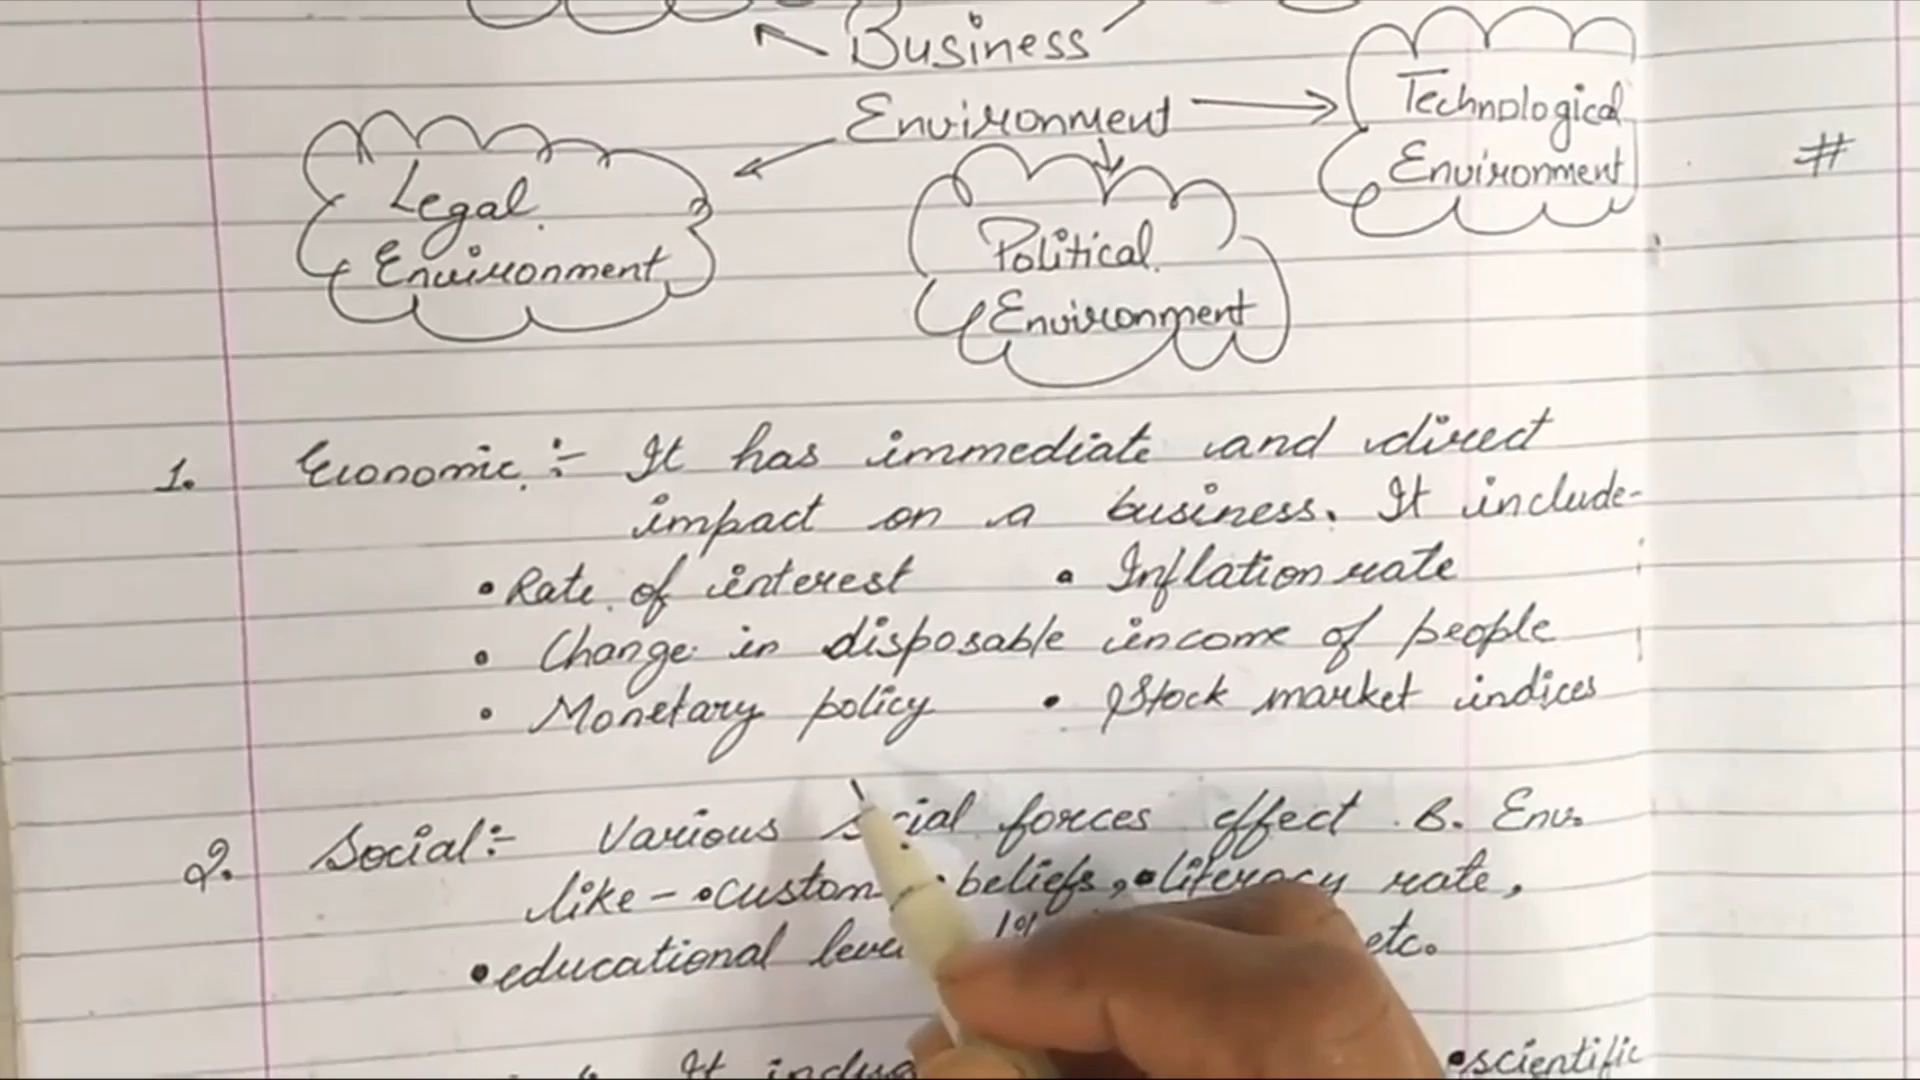 Business
Environment
Technological
Environment
#
Legal
Environment
Political
Environment
1. Economic :- It has immediate and direct
impact on a business. It include-
• Rate of interest • Inflation rate
• Change in disposable income of people
• Monetary policy • Stock market indices
2. Social :- Various social forces effect B. Env.
like - • custom • beliefs, • literacy rate,
• educational etc.
It
• scientific